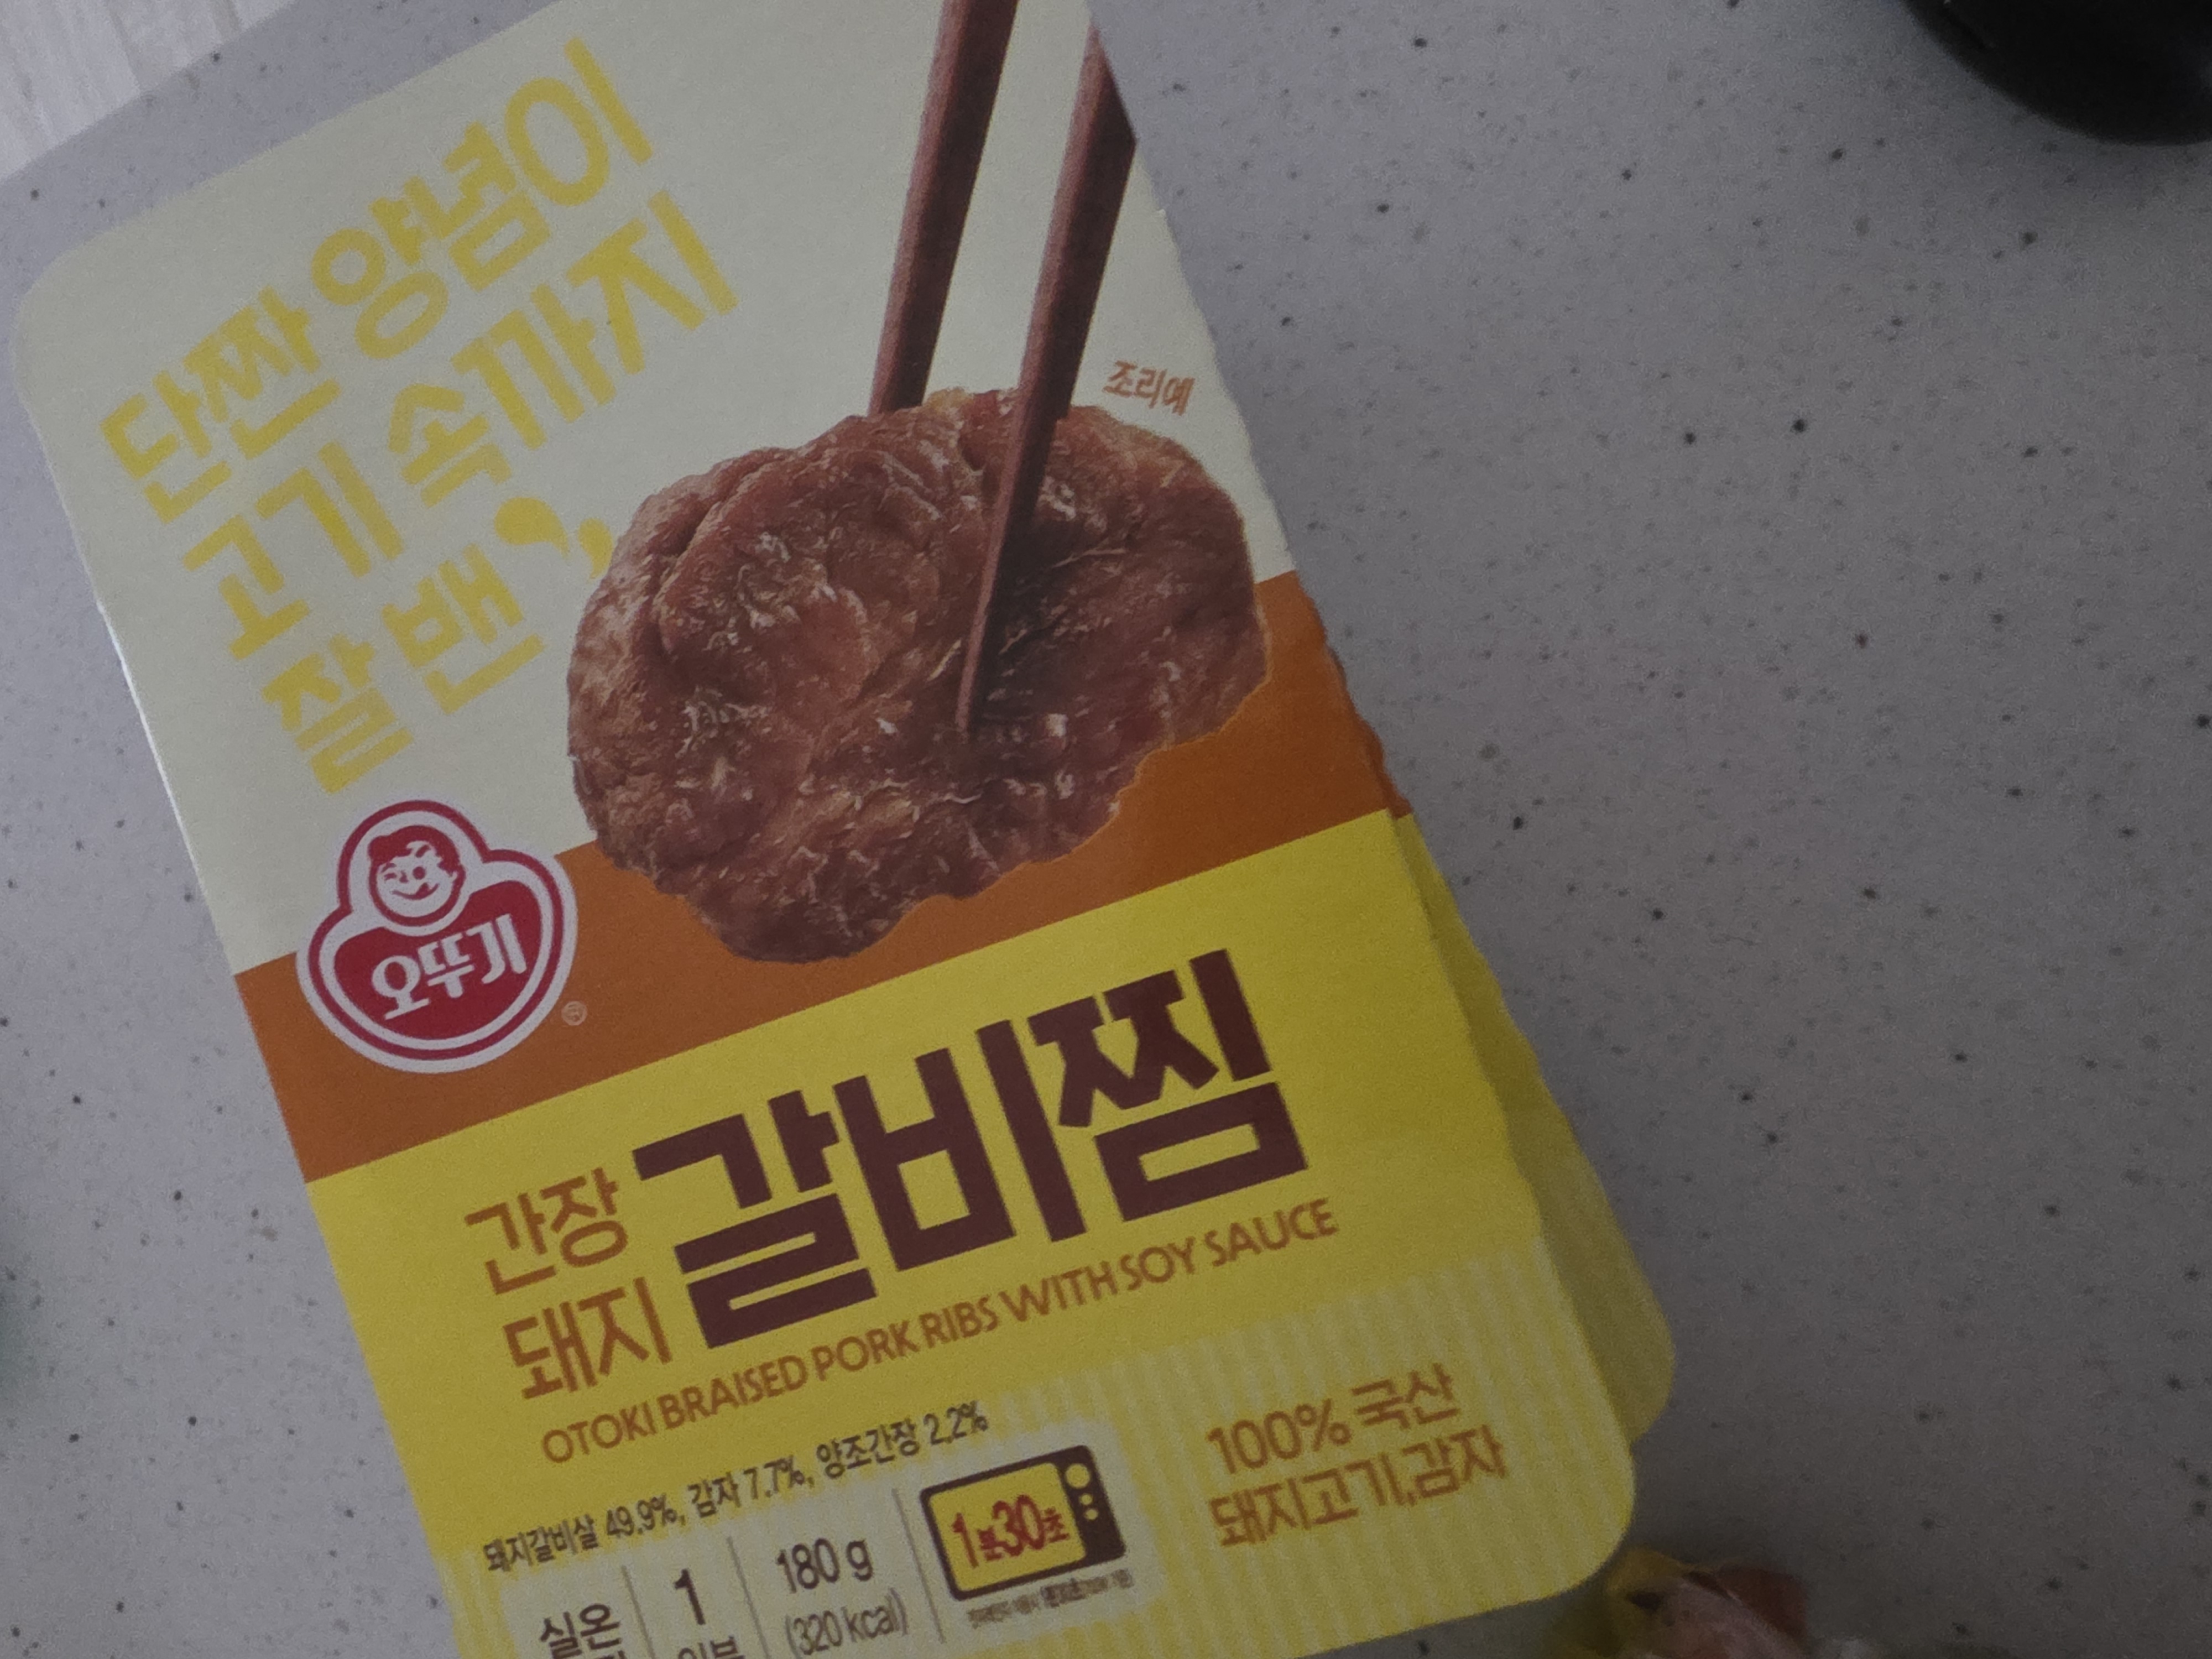 단짠 양념이
고기 속까지
잘 밴
조리예
오뚜기
®
간장
돼지
갈비찜
OTOKI BRAISED PORK RIBS WITH SOY SAUCE
돼지갈비살 49.9%, 감자 7.7%, 양조간장 2.2%
100% 국산
돼지고기,감자
실온
1
180 g
(320 kcal)
1분30초